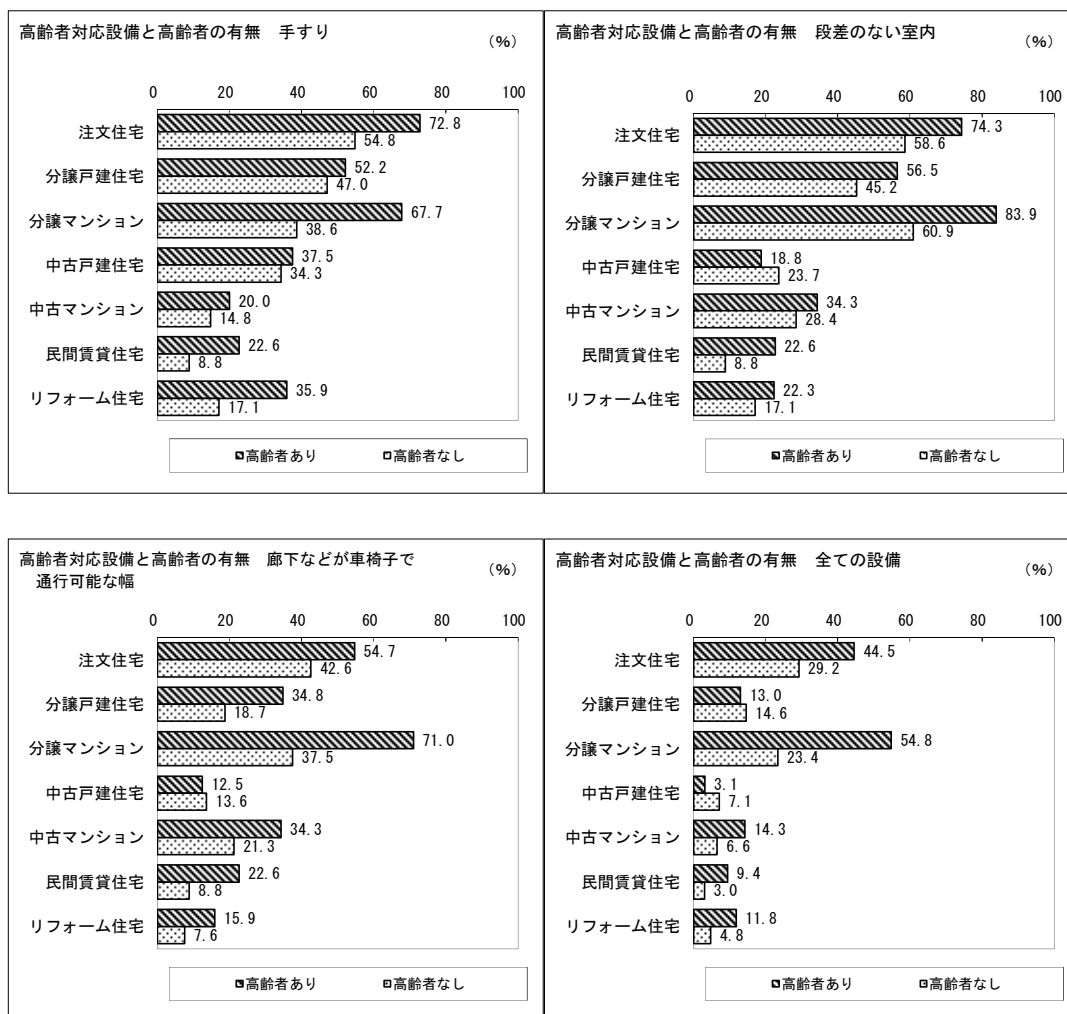 高齢者対応設備と高齢者の有無　手すり
(%)
0 20 40 60 80 100
注文住宅 72.8
54.8
分譲戸建住宅 52.2
47.0
分譲マンション 67.7
38.6
中古戸建住宅 37.5
34.3
中古マンション 20.0
14.8
民間賃貸住宅 22.6
8.8
リフォーム住宅 35.9
17.1
高齢者あり 高齢者なし
高齢者対応設備と高齢者の有無　段差のない室内
(%)
0 20 40 60 80 100
注文住宅 74.3
58.6
分譲戸建住宅 56.5
45.2
分譲マンション 83.9
60.9
中古戸建住宅 18.8
23.7
中古マンション 34.3
28.4
民間賃貸住宅 22.6
8.8
リフォーム住宅 22.3
17.1
高齢者あり 高齢者なし
高齢者対応設備と高齢者の有無　廊下などが車椅子で
通行可能な幅
(%)
0 20 40 60 80 100
注文住宅 54.7
42.6
分譲戸建住宅 34.8
18.7
分譲マンション 71.0
37.5
中古戸建住宅 12.5
13.6
中古マンション 34.3
21.3
民間賃貸住宅 22.6
8.8
リフォーム住宅 15.9
7.6
高齢者あり 高齢者なし
高齢者対応設備と高齢者の有無　全ての設備
(%)
0 20 40 60 80 100
注文住宅 44.5
29.2
分譲戸建住宅 13.0
14.6
分譲マンション 54.8
23.4
中古戸建住宅 3.1
7.1
中古マンション 14.3
6.6
民間賃貸住宅 9.4
3.0
リフォーム住宅 11.8
4.8
高齢者あり 高齢者なし